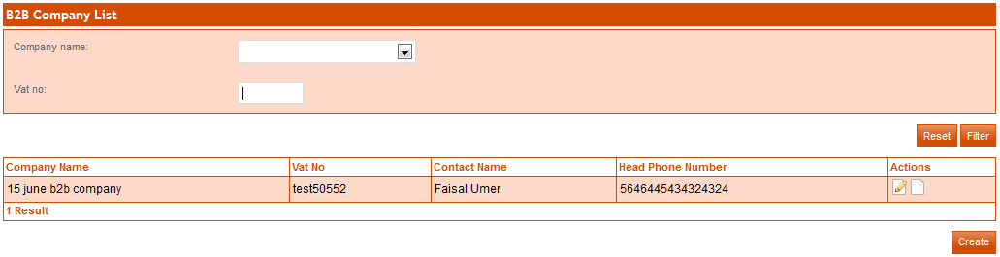 B2B Company List
Company name:
Vat no:
Reset Filter
Company Name Vat No Contact Name Head Phone Number Actions
15 june b2b company test50552 Faisal Umer 5646445434324324
1 Result
Create